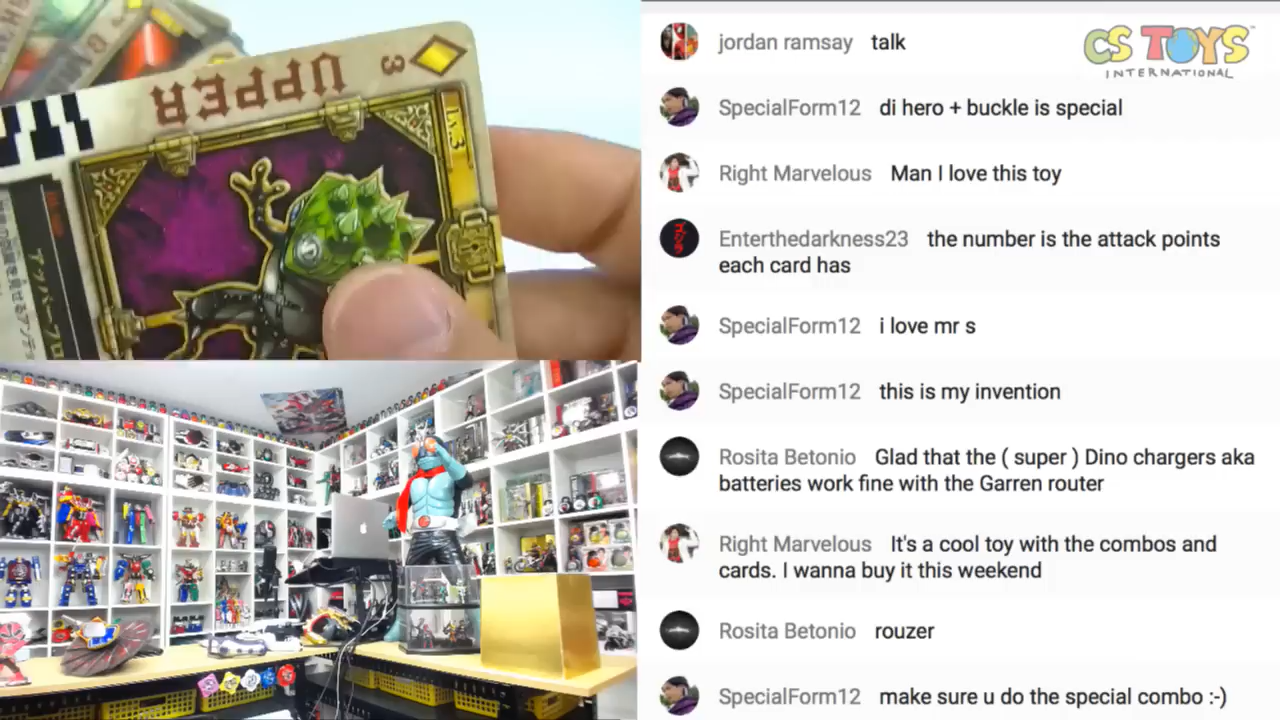 UPPER
3
LV.3
CS TOYS
INTERNATIONAL
jordan ramsay talk
SpecialForm12 di hero + buckle is special
Right Marvelous Man I love this toy
Enterthedarkness23 the number is the attack points
each card has
SpecialForm12 i love mr s
SpecialForm12 this is my invention
Rosita Betonio Glad that the ( super ) Dino chargers aka
batteries work fine with the Garren router
Right Marvelous It's a cool toy with the combos and
cards. I wanna buy it this weekend
Rosita Betonio rouzer
SpecialForm12 make sure u do the special combo :-)